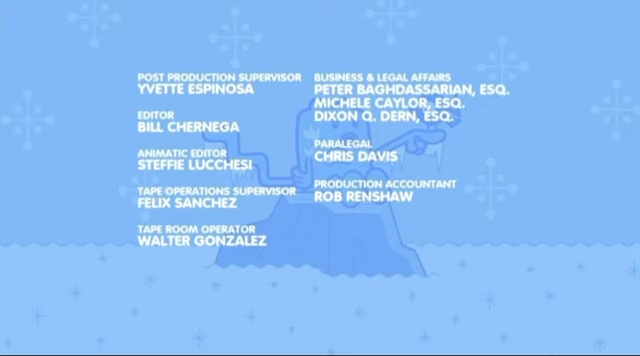 POST PRODUCTION SUPERVISOR
YVETTE ESPINOSA
EDITOR
BILL CHERNEGA
ANIMATIC EDITOR
STEFFIE LUCCHESI
TAPE OPERATIONS SUPERVISOR
FELIX SANCHEZ
TAPE ROOM OPERATOR
WALTER GONZALEZ
BUSINESS & LEGAL AFFAIRS
PETER BAGHDASSARIAN, ESQ.
MICHELE CAYLOR, ESQ.
DIXON Q. DERN, ESQ.
PARALEGAL
CHRIS DAVIS
PRODUCTION ACCOUNTANT
ROB RENSHAW